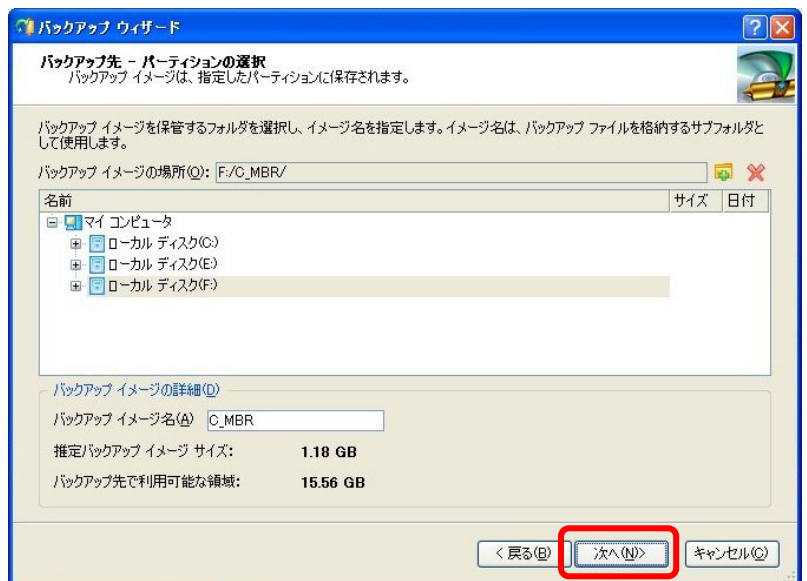 バックアップ ウィザード
バックアップ先 - パーティションの選択
バックアップ イメージは、指定したパーティションに保存されます。
バックアップ イメージを保管するフォルダを選択し、イメージ名を指定します。イメージ名は、バックアップ ファイルを格納するサブフォルダと
して使用します。
バックアップ イメージの場所(O): F:/C_MBR/
名前 サイズ 日付
マイ コンピュータ
ローカル ディスク(C:)
ローカル ディスク(E:)
ローカル ディスク(F:)
バックアップ イメージの詳細(D)
バックアップ イメージ名(A) C_MBR
推定バックアップ イメージ サイズ: 1.18 GB
バックアップ先で利用可能な領域: 15.56 GB
< 戻る(B) 次へ(N)> キャンセル(C)